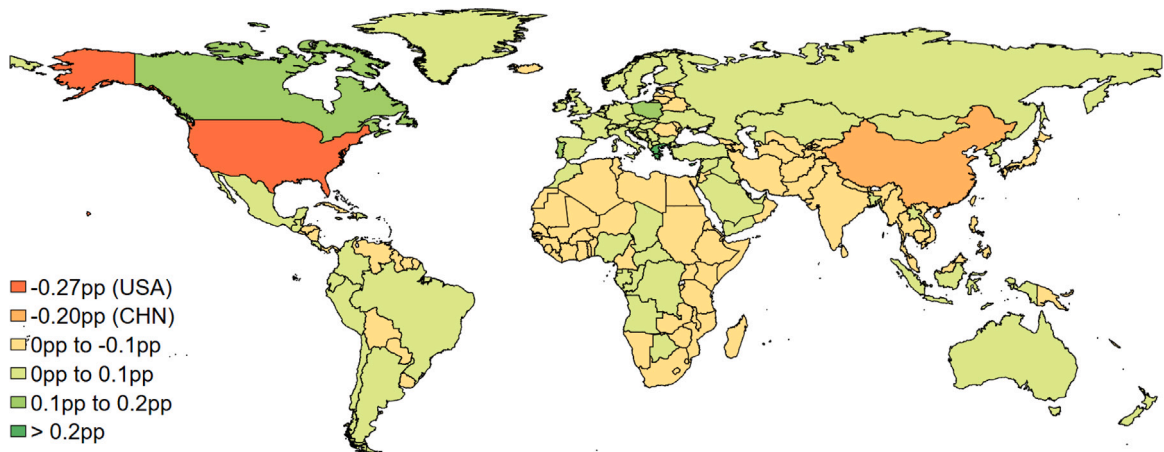 -0.27pp (USA)
-0.20pp (CHN)
0pp to -0.1pp
0pp to 0.1pp
0.1pp to 0.2pp
> 0.2pp